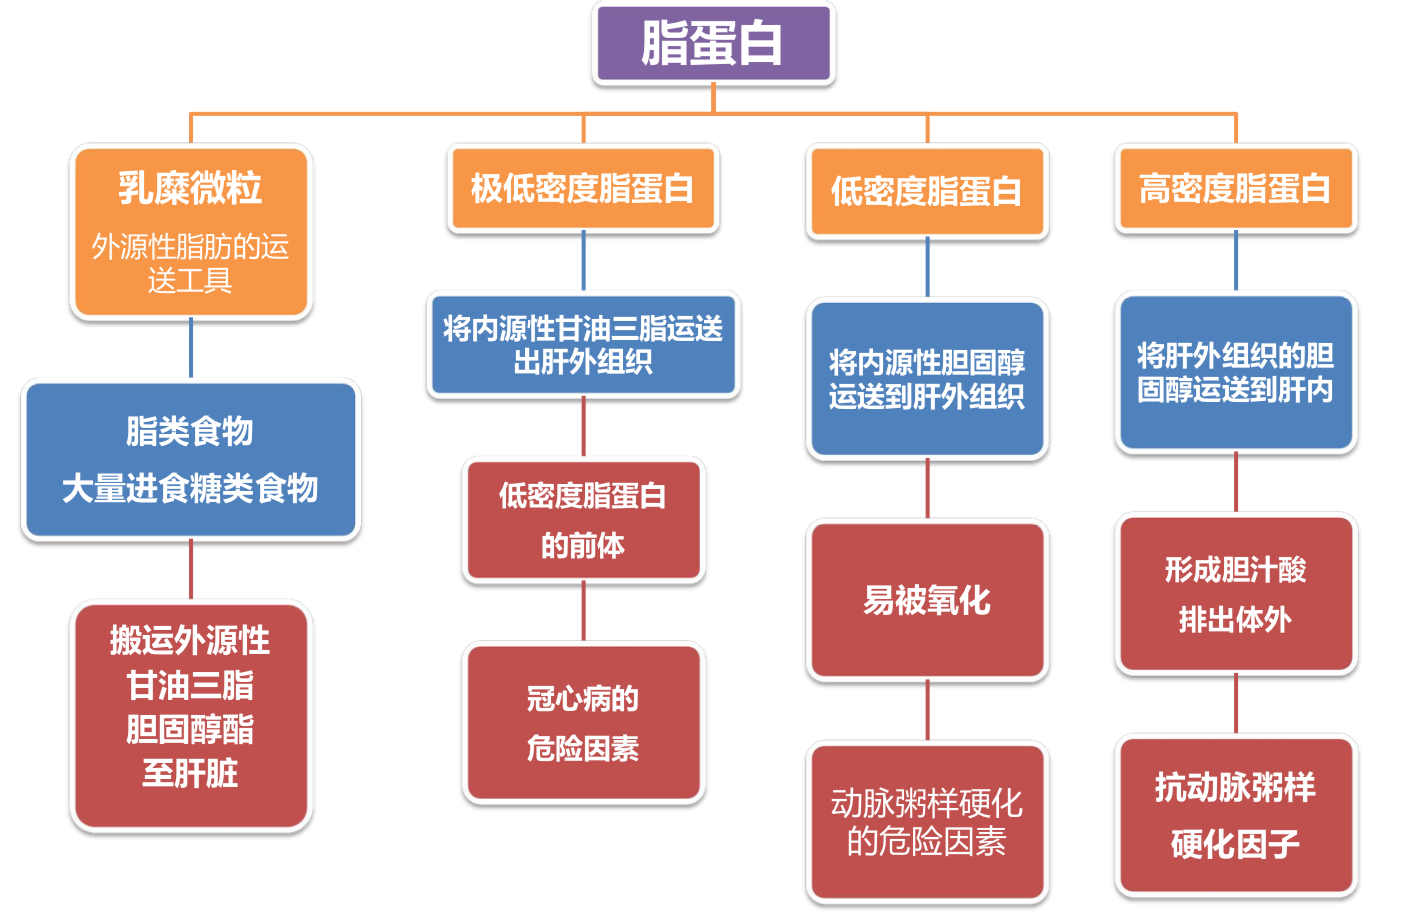 脂蛋白
乳糜微粒
外源性脂肪的运
送工具
脂类食物
大量进食糖类食物
搬运外源性
甘油三脂
胆固醇酯
至肝脏
极低密度脂蛋白
将内源性甘油三脂运送
出肝外组织
低密度脂蛋白
的前体
冠心病的
危险因素
低密度脂蛋白
将内源性胆固醇
运送到肝外组织
易被氧化
动脉粥样硬化
的危险因素
高密度脂蛋白
将肝外组织的胆
固醇运送到肝内
形成胆汁酸
排出体外
抗动脉粥样
硬化因子